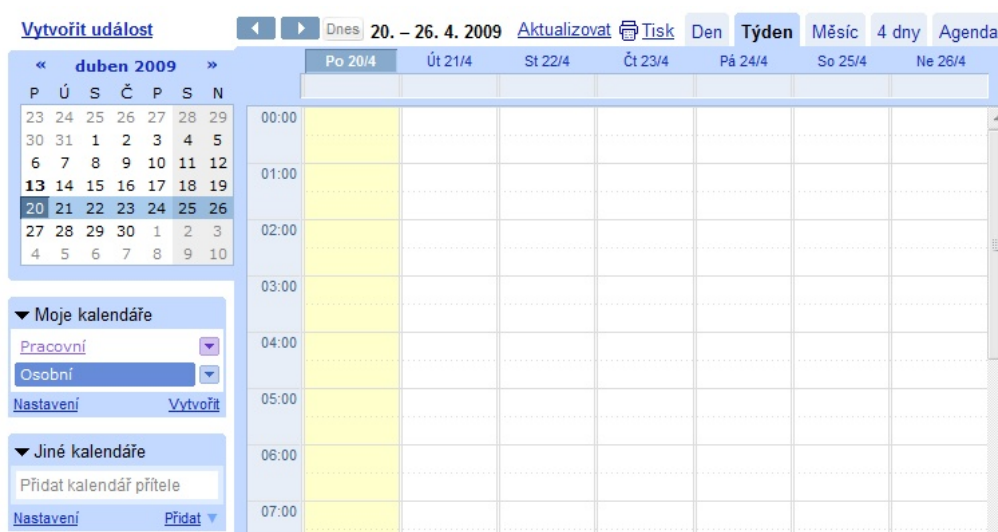 Vytvořit událost
Dnes 20. – 26. 4. 2009 Aktualizovat Tisk Den Týden Měsíc 4 dny Agenda
« duben 2009 »
P Ú S Č P S N
23 24 25 26 27 28 29
30 31 1 2 3 4 5
6 7 8 9 10 11 12
13 14 15 16 17 18 19
20 21 22 23 24 25 26
27 28 29 30 1 2 3
4 5 6 7 8 9 10
Moje kalendáře
Pracovní
Osobní
Nastavení Vytvořit
Jiné kalendáře
Přidat kalendář přítele
Nastavení Přidat
Po 20/4 Út 21/4 St 22/4 Čt 23/4 Pá 24/4 So 25/4 Ne 26/4
00:00
01:00
02:00
03:00
04:00
05:00
06:00
07:00